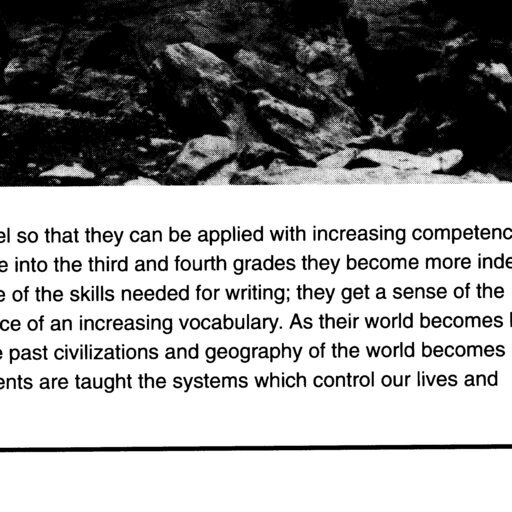 el so that they can be applied with increasing competenc
e into the third and fourth grades they become more inde
e of the skills needed for writing; they get a sense of the
ce of an increasing vocabulary. As their world becomes
e past civilizations and geography of the world becomes
ents are taught the systems which control our lives and